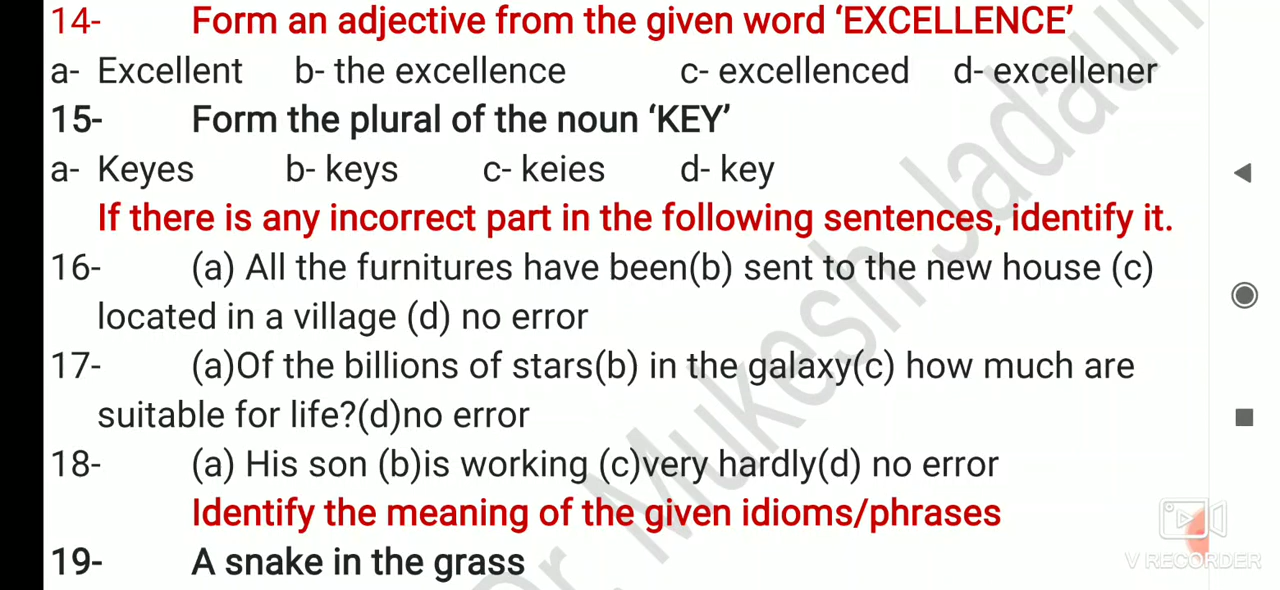 14- Form an adjective from the given word ‘EXCELLENCE’
a- Excellent b- the excellence c- excellenced d- excellener
15- Form the plural of the noun ‘KEY’
a- Keyes b- keys c- keies d- key
If there is any incorrect part in the following sentences, identify it.
16- (a) All the furnitures have been(b) sent to the new house (c)
located in a village (d) no error
17- (a)Of the billions of stars(b) in the galaxy(c) how much are
suitable for life?(d)no error
18- (a) His son (b)is working (c)very hardly(d) no error
Identify the meaning of the given idioms/phrases
19- A snake in the grass
Dr. Mukesh Jadaun
V RECORDER